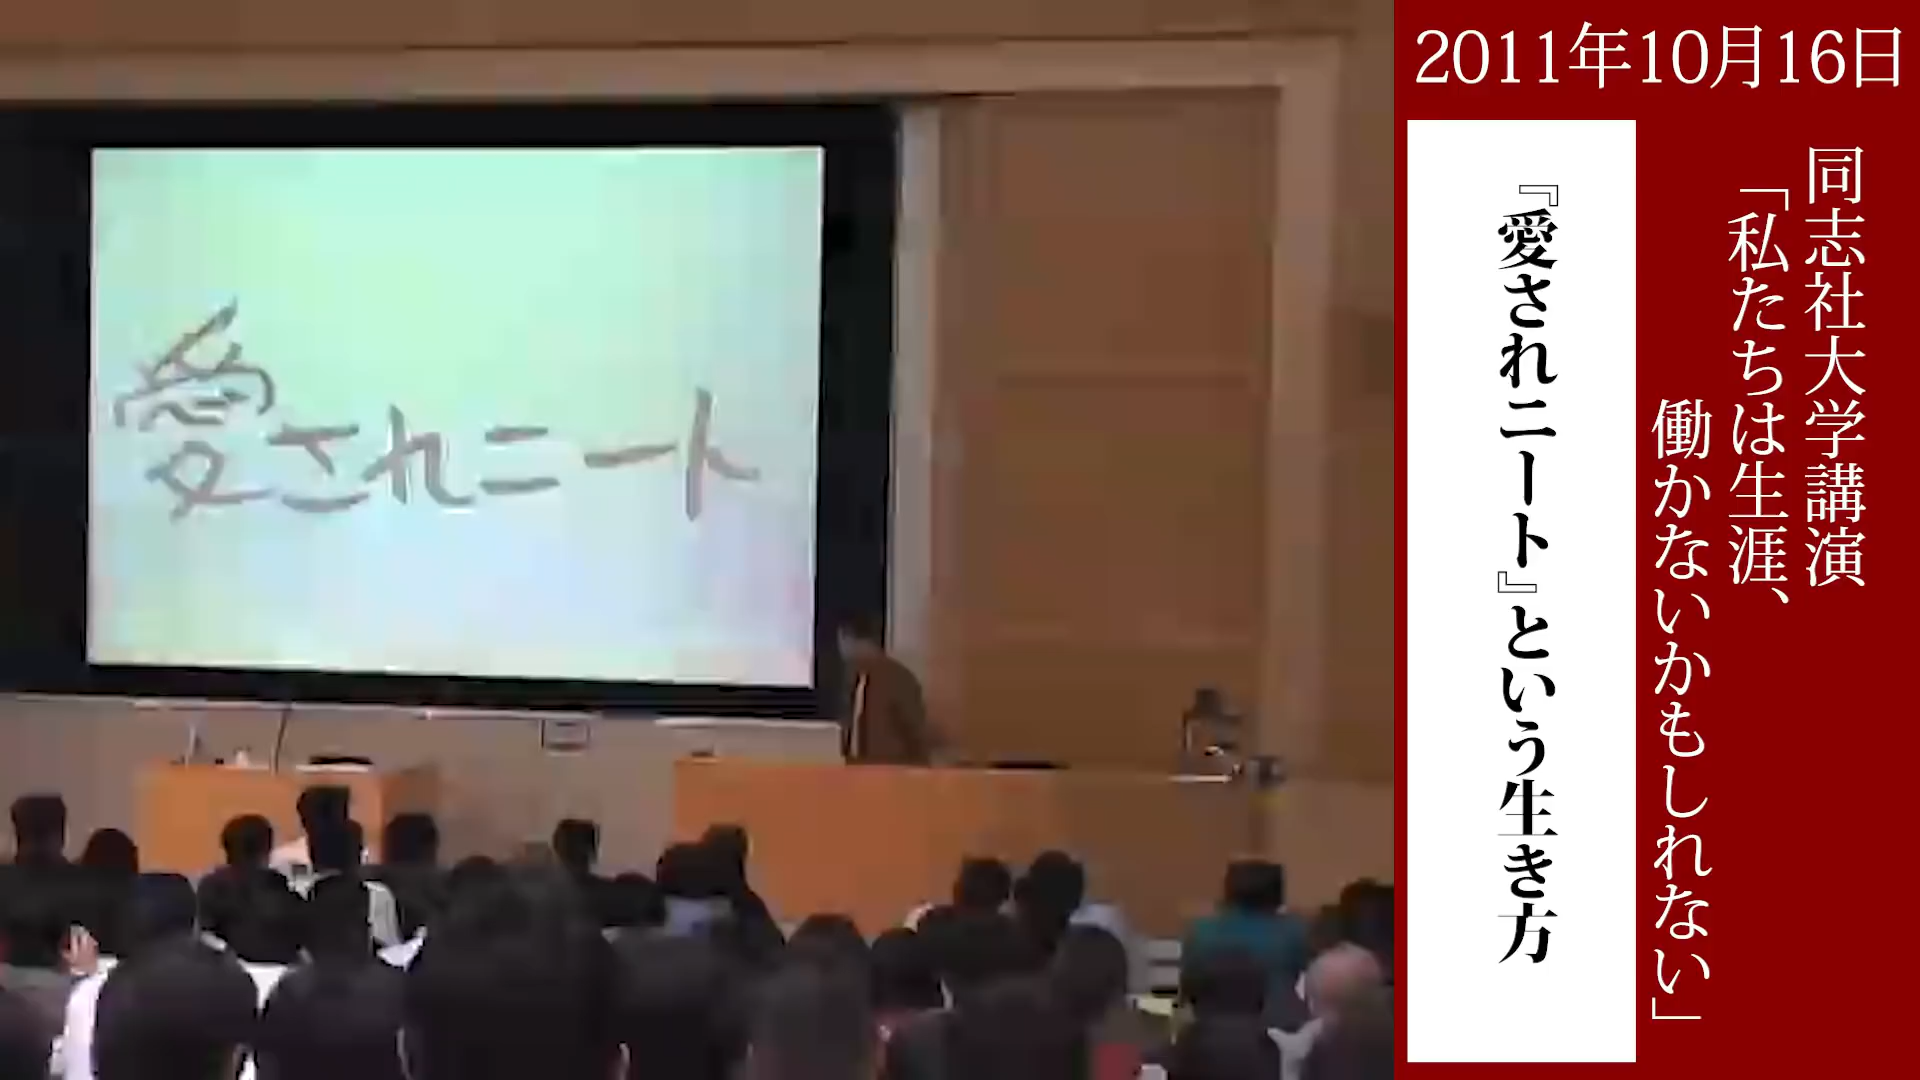 2011年10月16日
同志社大学講演
「私たちは生涯、
働かないかもしれない」
『愛されニート』という生き方
愛されニート